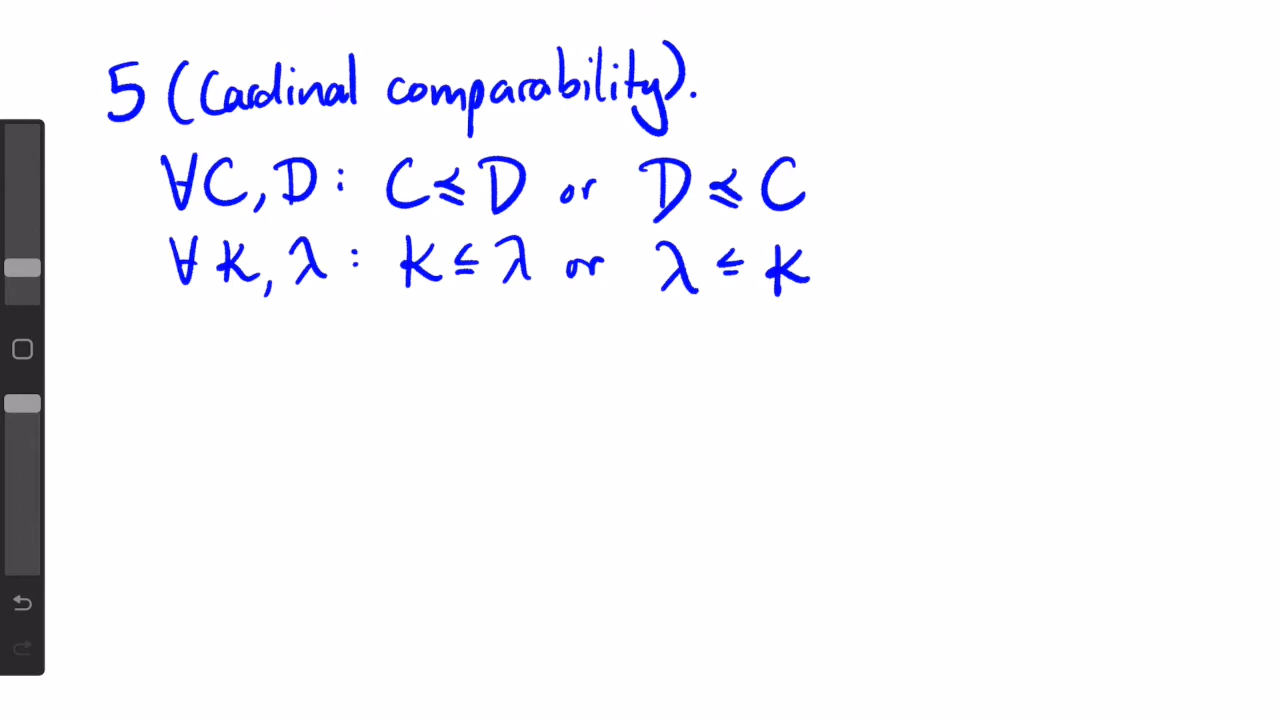 5 (Cardinal comparability).
∀C, D : C ≼ D or D ≼ C
∀ κ, λ : κ ≤ λ or λ ≤ κ